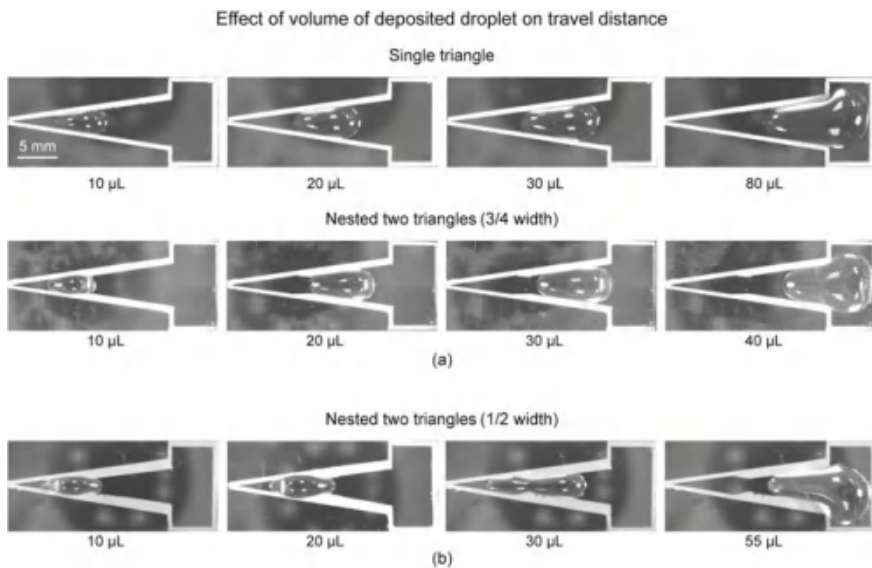 Effect of volume of deposited droplet on travel distance
Single triangle
5 mm
10 µL 20 µL 30 µL 80 µL
Nested two triangles (3/4 width)
10 µL 20 µL 30 µL 40 µL
(a)
Nested two triangles (1/2 width)
10 µL 20 µL 30 µL 55 µL
(b)